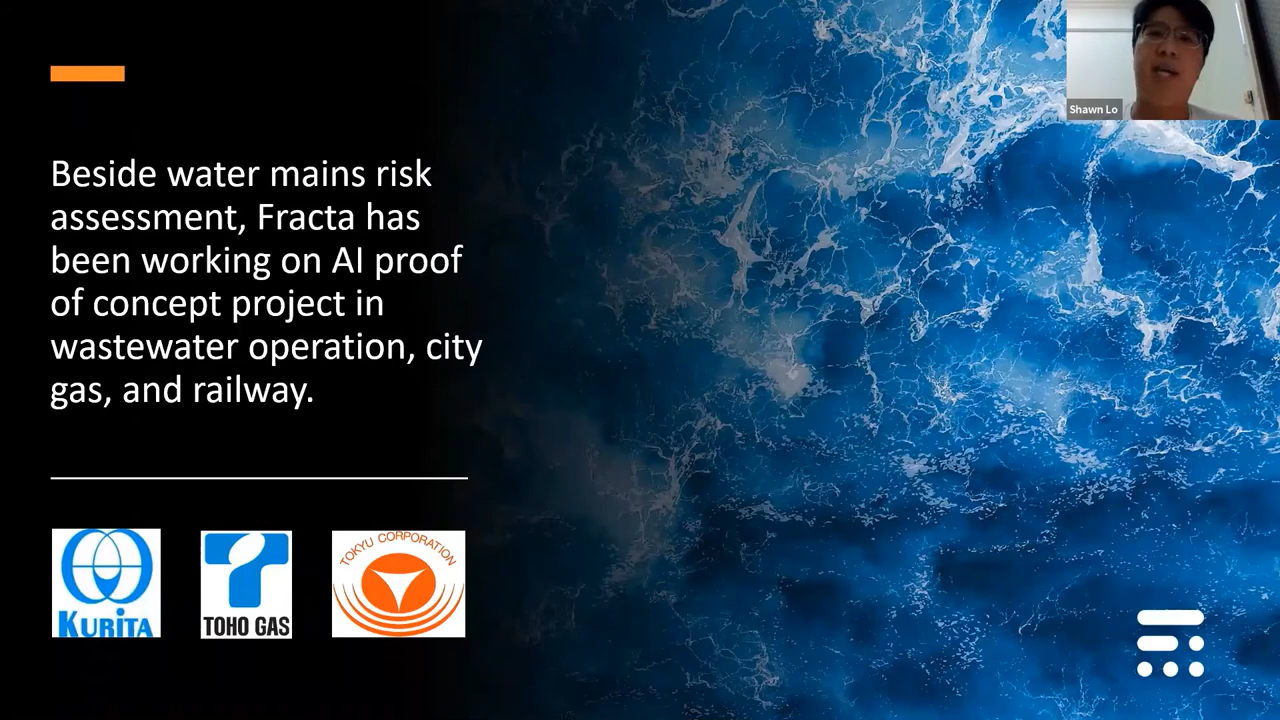 Shawn Lo
Beside water mains risk
assessment, Fracta has
been working on AI proof
of concept project in
wastewater operation, city
gas, and railway.
KURITA
TOHO GAS
TOKYU CORPORATION